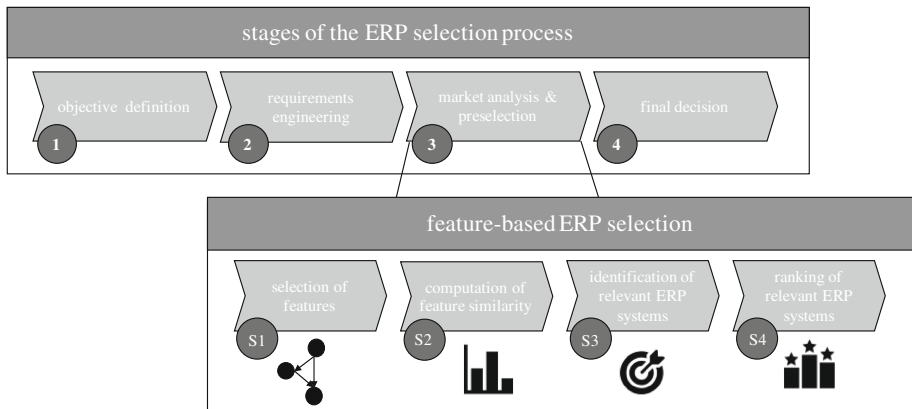 stages of the ERP selection process
objective definition
requirements
engineering
market analysis &
preselection
final decision
1
2
3
4
feature-based ERP selection
selection of
features
computation of
feature similarity
identification of
relevant ERP
systems
ranking of
relevant ERP
systems
S1
S2
S3
S4